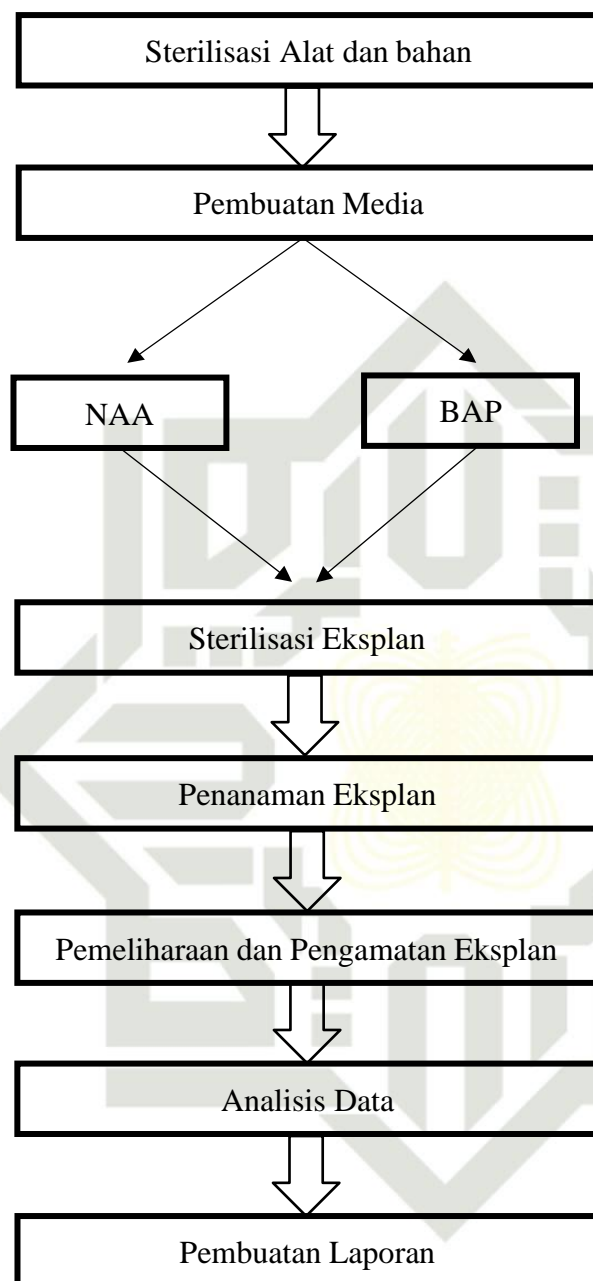 Sterilisasi Alat dan bahan
Pembuatan Media
NAA
BAP
Sterilisasi Eksplan
Penanaman Eksplan
Pemeliharaan dan Pengamatan Eksplan
Analisis Data
Pembuatan Laporan